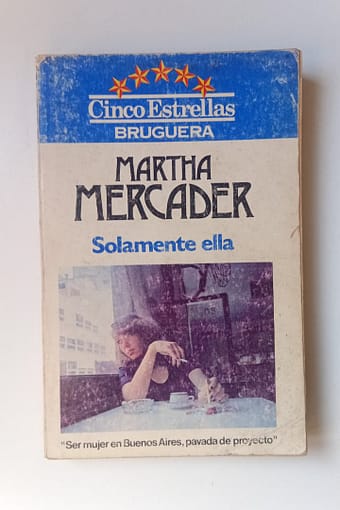 Cinco Estrellas
BRUGUERA
MARTHA
MERCADER
Solamente ella
"Ser mujer en Buenos Aires, pavada de proyecto"